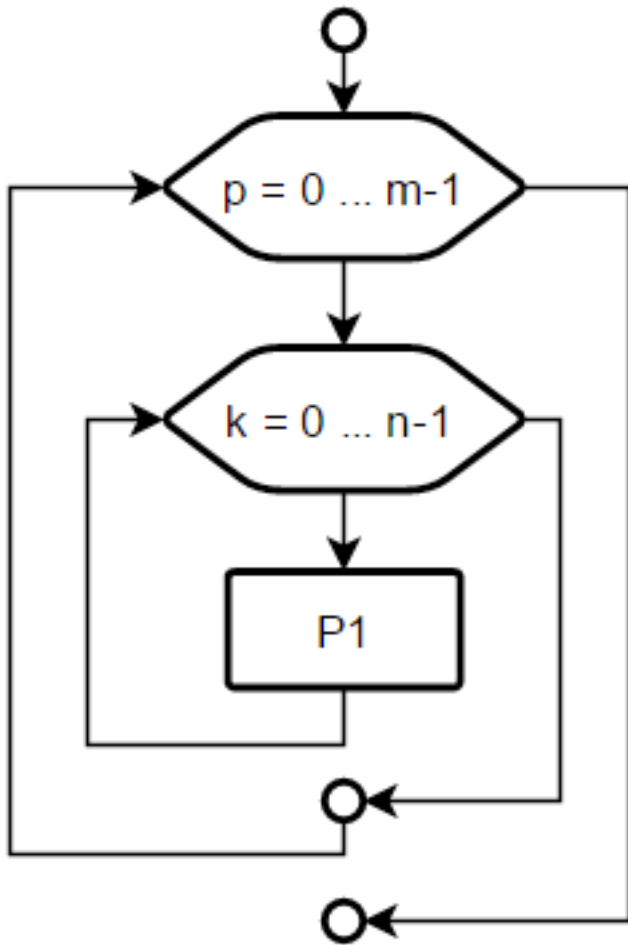 p = 0 ... m-1
k = 0 ... n-1
P1